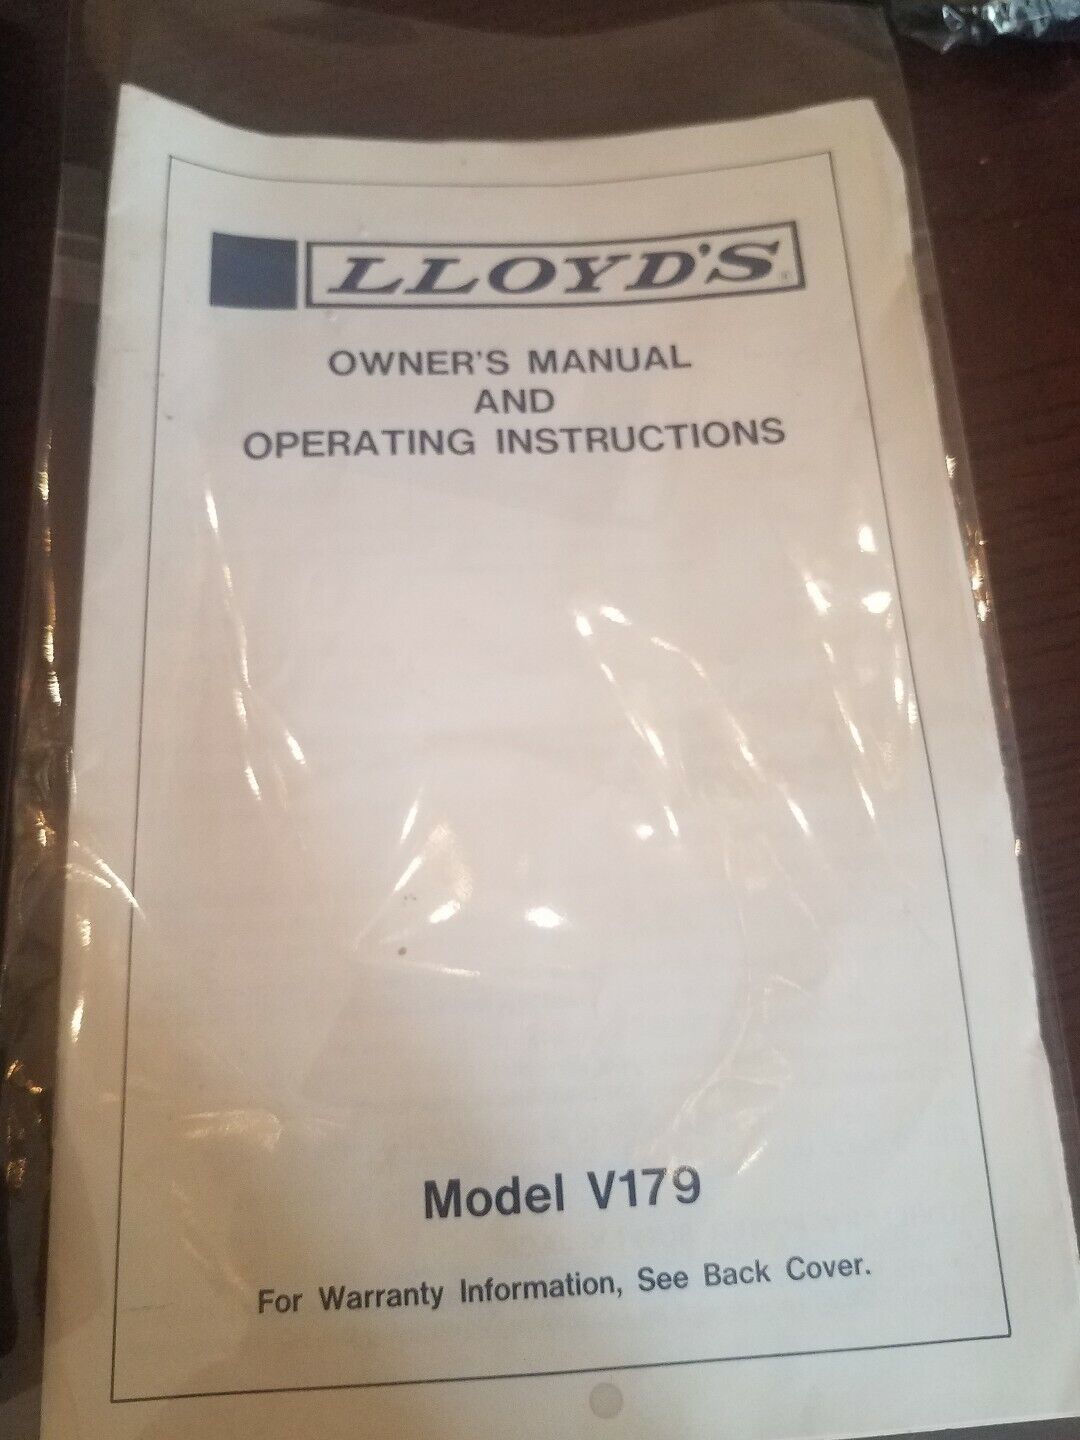 LLOYD'S®
OWNER'S MANUAL
AND
OPERATING INSTRUCTIONS
Model V179
For Warranty Information, See Back Cover.